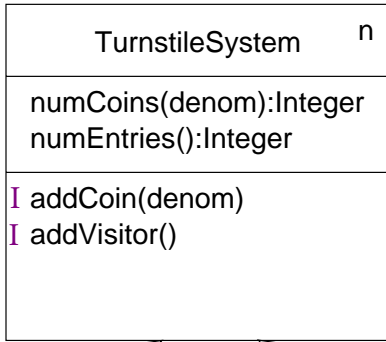 TurnstileSystem n
numCoins(denom):Integer
numEntries():Integer
I addCoin(denom)
I addVisitor()